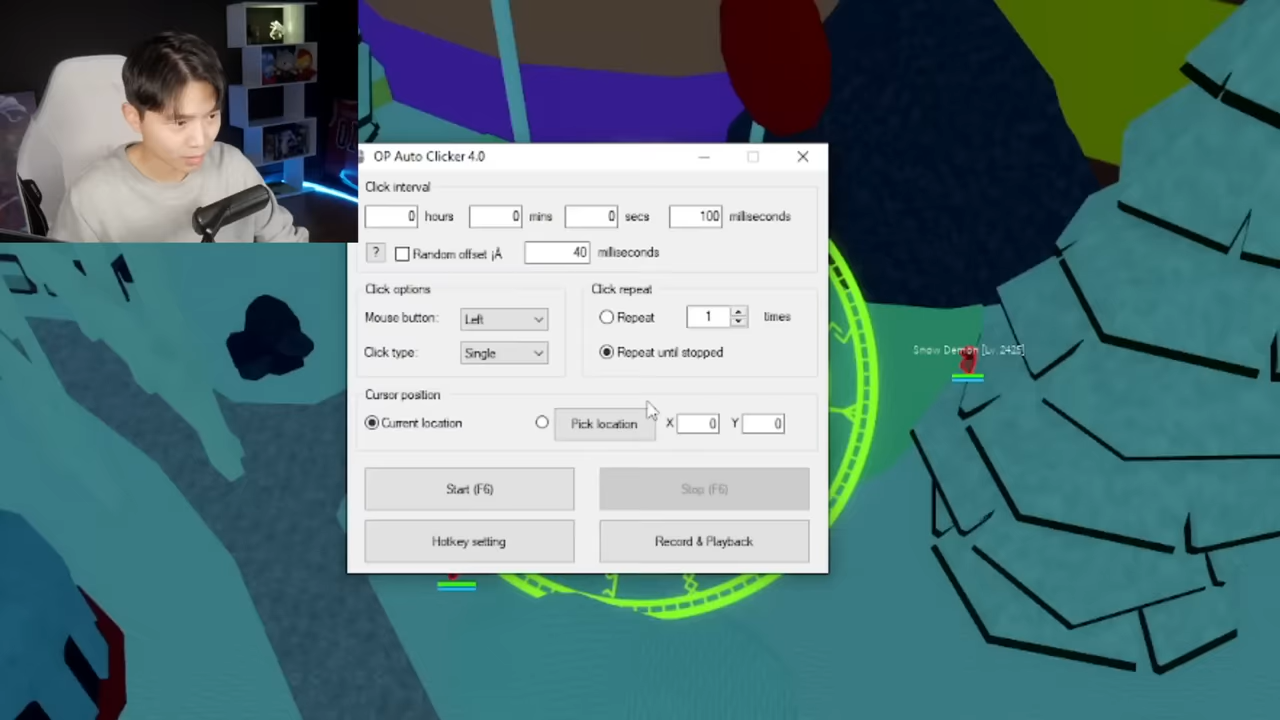 OP Auto Clicker 4.0
Click interval
0 hours 0 mins 0 secs 100 milliseconds
? Random offset ¡À 40 milliseconds
Click options Click repeat
Mouse button: Left Repeat 1 times
Click type: Single Repeat until stopped
Snow Demon [Lv. 2425]
Cursor position
Current location Pick location X 0 Y 0
Start (F6) Stop (F6)
Hotkey setting Record & Playback